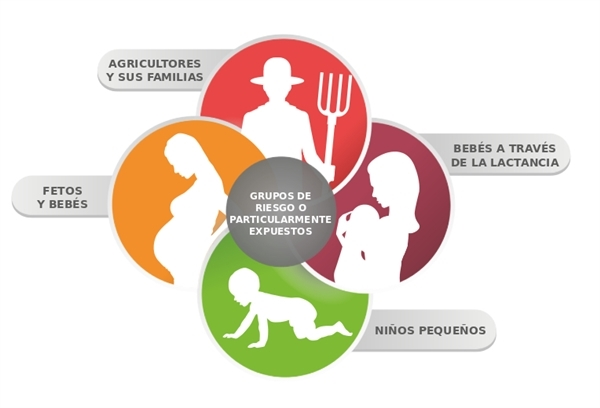 AGRICULTORES
Y SUS FAMILIAS
BEBÉS A TRAVÉS
DE LA LACTANCIA
FETOS
Y BEBÉS
GRUPOS DE
RIESGO O
PARTICULARMENTE
EXPUESTOS
NIÑOS PEQUEÑOS